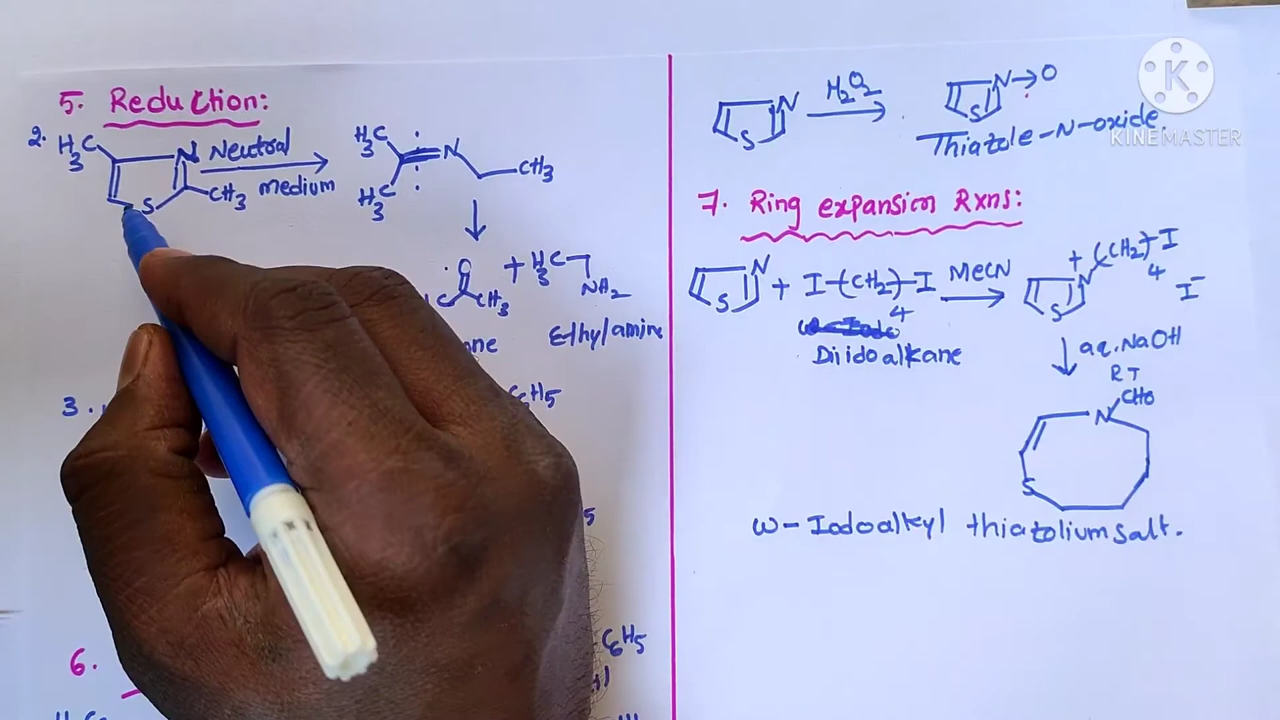 5. Reduction:
2. H3C N Neutral medium S CH3
H3C H3C N CH3
O CH3 + H3C NH2
Ethylamine
3.
6.
N S H2O2 N→O S
Thiazole-N-oxide
7. Ring expansion Rxns:
N S + I-(CH2)4-I MeCN + N-(CH2)4-I S I
Diidoalkane
aq. NaOH
RT
CHO
N
S
ω-Iodoalkyl thiazolium salt.
K
KINEMASTER